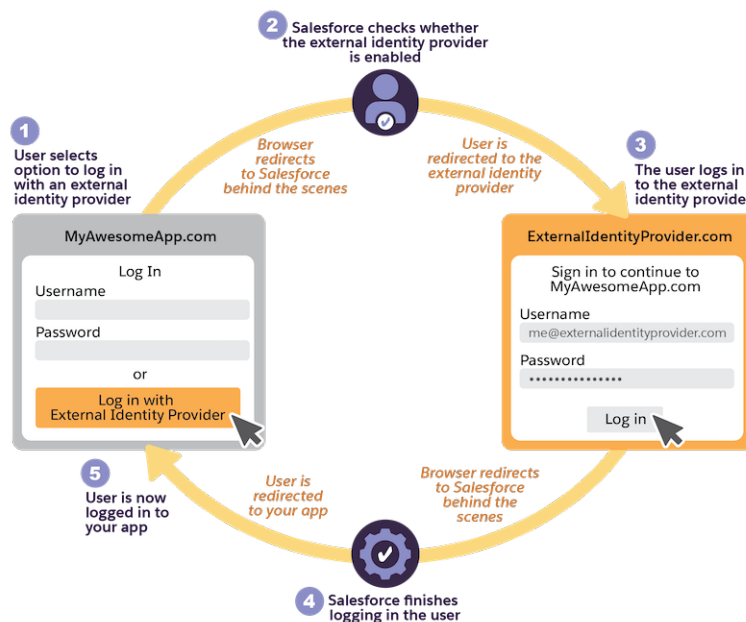 2
Salesforce checks whether
the external identity provider
is enabled
1
User selects
option to log in
with an external
identity provider
Browser
redirects
to Salesforce
behind the scenes
User is
redirected to the
external identity
provider
3
The user logs in
to the external
identity provide
MyAwesomeApp.com
Log In
Username
Password
or
Log in with
External Identity Provider
ExternalIdentityProvider.com
Sign in to continue to
MyAwesomeApp.com
Username
me@externalidentityprovider.com
Password
•••••••••••••••
Log in
5
User is now
logged in to
your app
User is
redirected
to your app
Browser redirects
to Salesforce
behind the
scenes
4
Salesforce finishes
logging in the user